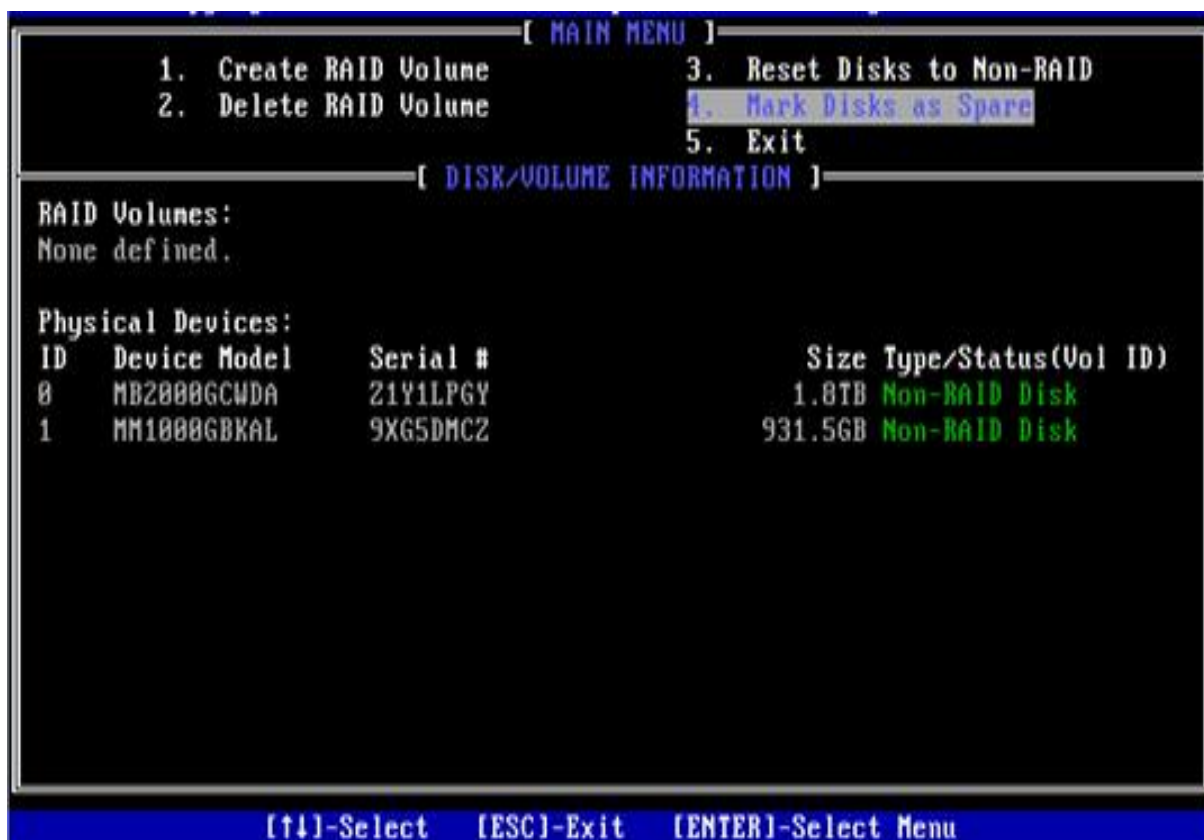 [ MAIN MENU ]
1. Create RAID Volume
2. Delete RAID Volume
3. Reset Disks to Non-RAID
4. Mark Disks as Spare
5. Exit
[ DISK/VOLUME INFORMATION ]
RAID Volumes:
None defined.
Physical Devices:
ID Device Model Serial # Size Type/Status(Vol ID)
0 MB2000GCWDA Z1Y1LPGY 1.8TB Non-RAID Disk
1 MM1000GBKAL 9XG5DMCZ 931.5GB Non-RAID Disk
[↑↓]-Select [ESC]-Exit [ENTER]-Select Menu